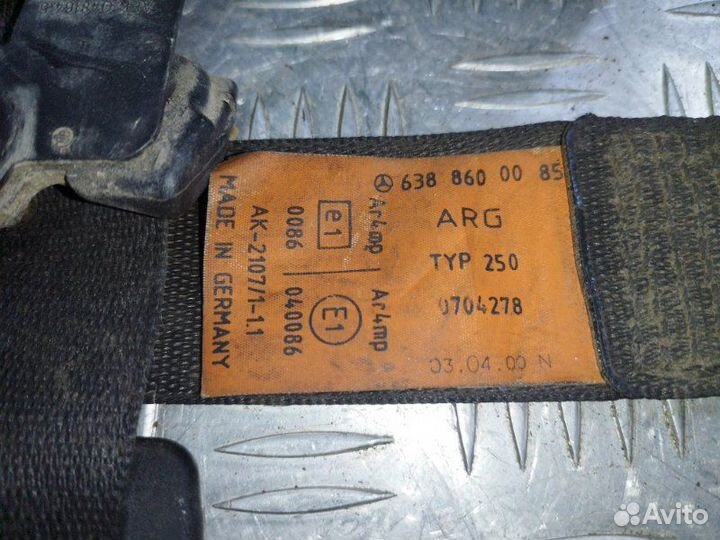 638 860 00 85
ARG
TYP 250
0704278
03.04.00 N
Ar4mp Ar4mp
e1 E1
0086 040086
AK-2107/1-1.1
MADE IN GERMANY
Avito